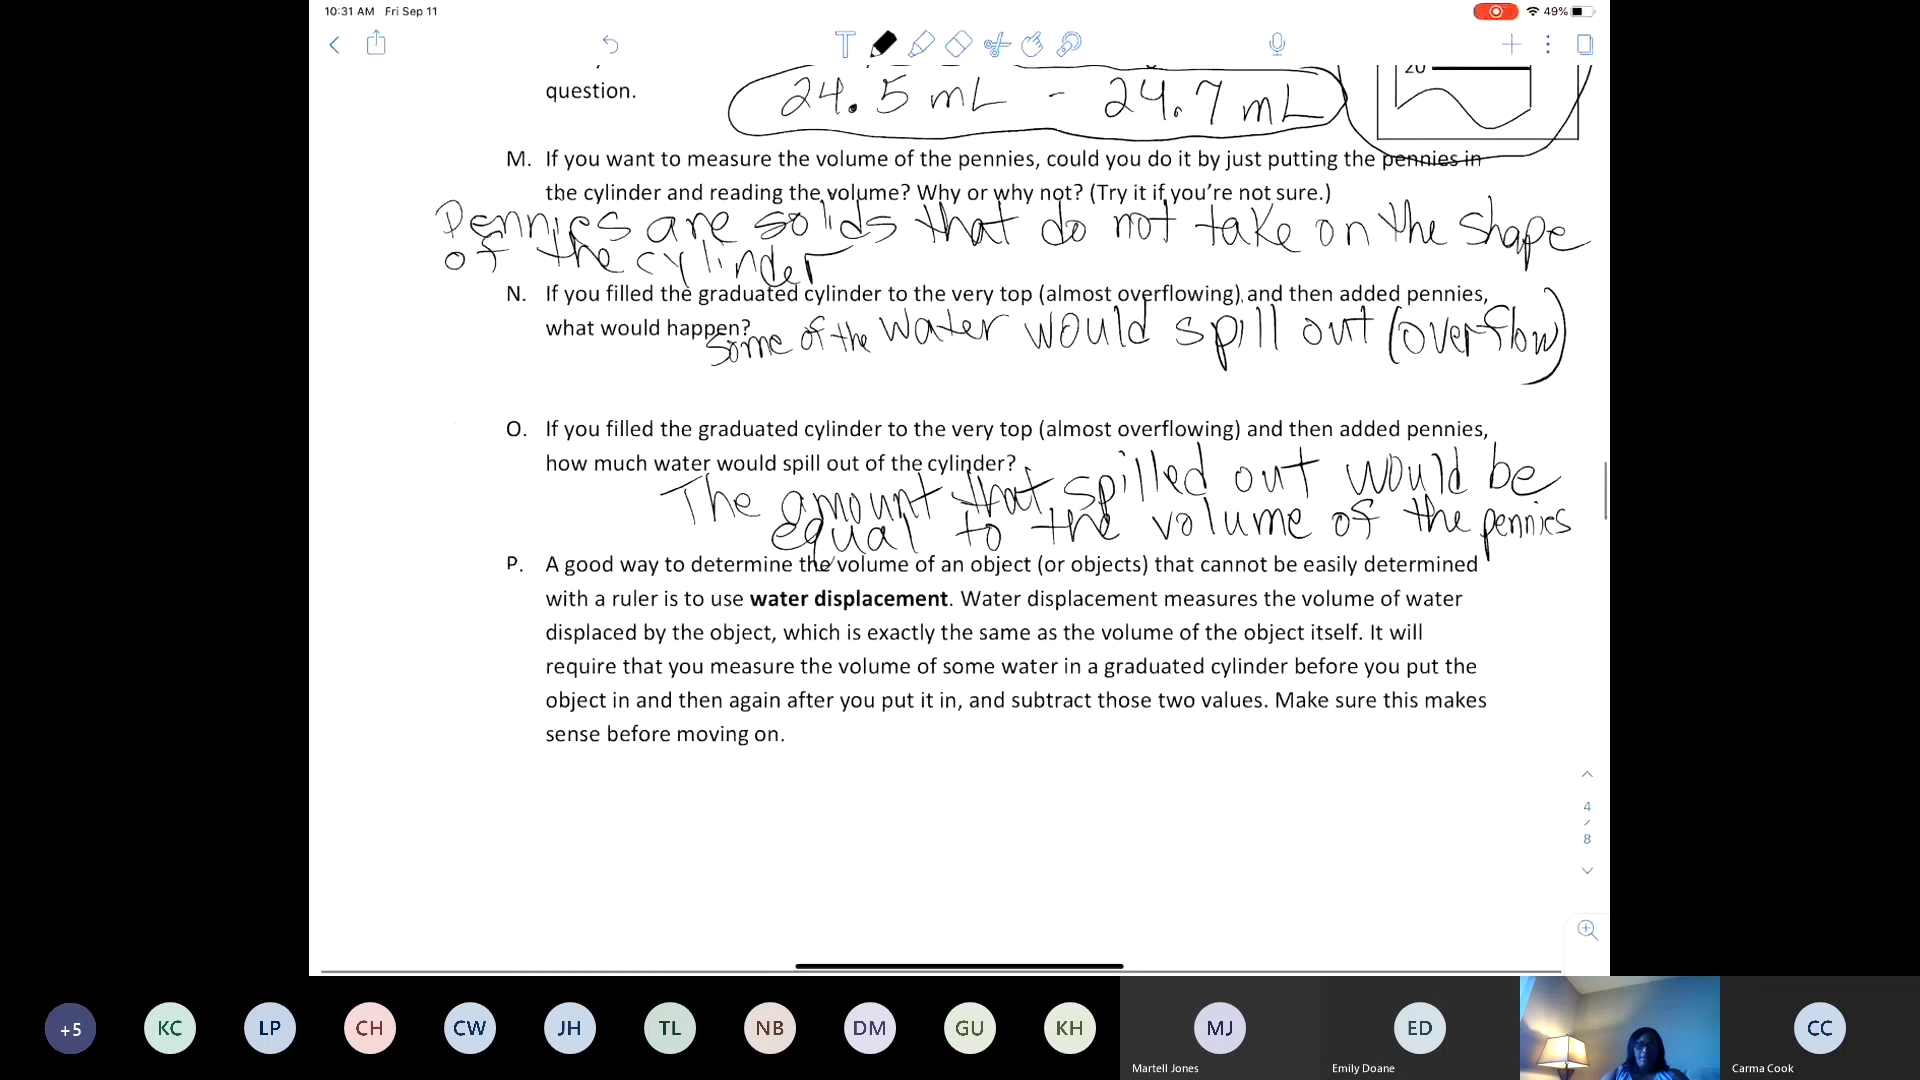 10:31 AM Fri Sep 11
49%
T
20
question.
24.5 mL - 24.7 mL
M. If you want to measure the volume of the pennies, could you do it by just putting the pennies in
the cylinder and reading the volume? Why or why not? (Try it if you're not sure.)
Pennies are solids that do not take on the shape
of the cylinder
N. If you filled the graduated cylinder to the very top (almost overflowing) and then added pennies,
what would happen?
Some of the water would spill out (overflow)
O. If you filled the graduated cylinder to the very top (almost overflowing) and then added pennies,
how much water would spill out of the cylinder?
The amount that spilled out would be
equal to the volume of the pennies
P. A good way to determine the volume of an object (or objects) that cannot be easily determined
with a ruler is to use water displacement. Water displacement measures the volume of water
displaced by the object, which is exactly the same as the volume of the object itself. It will
require that you measure the volume of some water in a graduated cylinder before you put the
object in and then again after you put it in, and subtract those two values. Make sure this makes
sense before moving on.
4
/
8
+5 KC LP CH CW JH TL NB DM GU KH MJ ED CC
Martell Jones Emily Doane Carma Cook